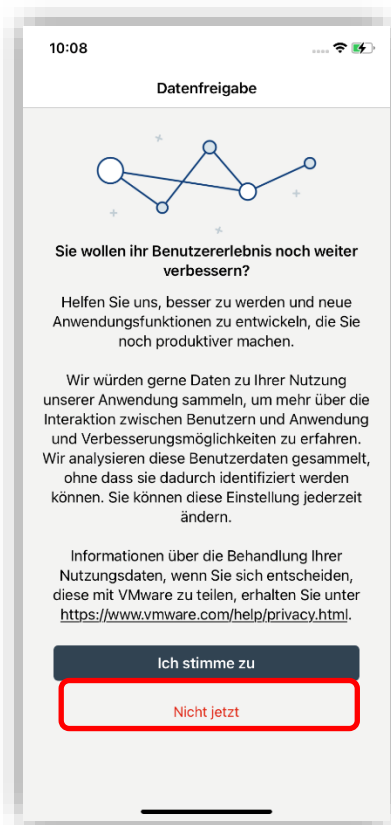 10:08
Datenfreigabe
Sie wollen ihr Benutzererlebnis noch weiter
verbessern?
Helfen Sie uns, besser zu werden und neue
Anwendungsfunktionen zu entwickeln, die Sie
noch produktiver machen.
Wir würden gerne Daten zu Ihrer Nutzung
unserer Anwendung sammeln, um mehr über die
Interaktion zwischen Benutzern und Anwendung
und Verbesserungsmöglichkeiten zu erfahren.
Wir analysieren diese Benutzerdaten gesammelt,
ohne dass sie dadurch identifiziert werden
können. Sie können diese Einstellung jederzeit
ändern.
Informationen über die Behandlung Ihrer
Nutzungsdaten, wenn Sie sich entscheiden,
diese mit VMware zu teilen, erhalten Sie unter
https://www.vmware.com/help/privacy.html.
Ich stimme zu
Nicht jetzt